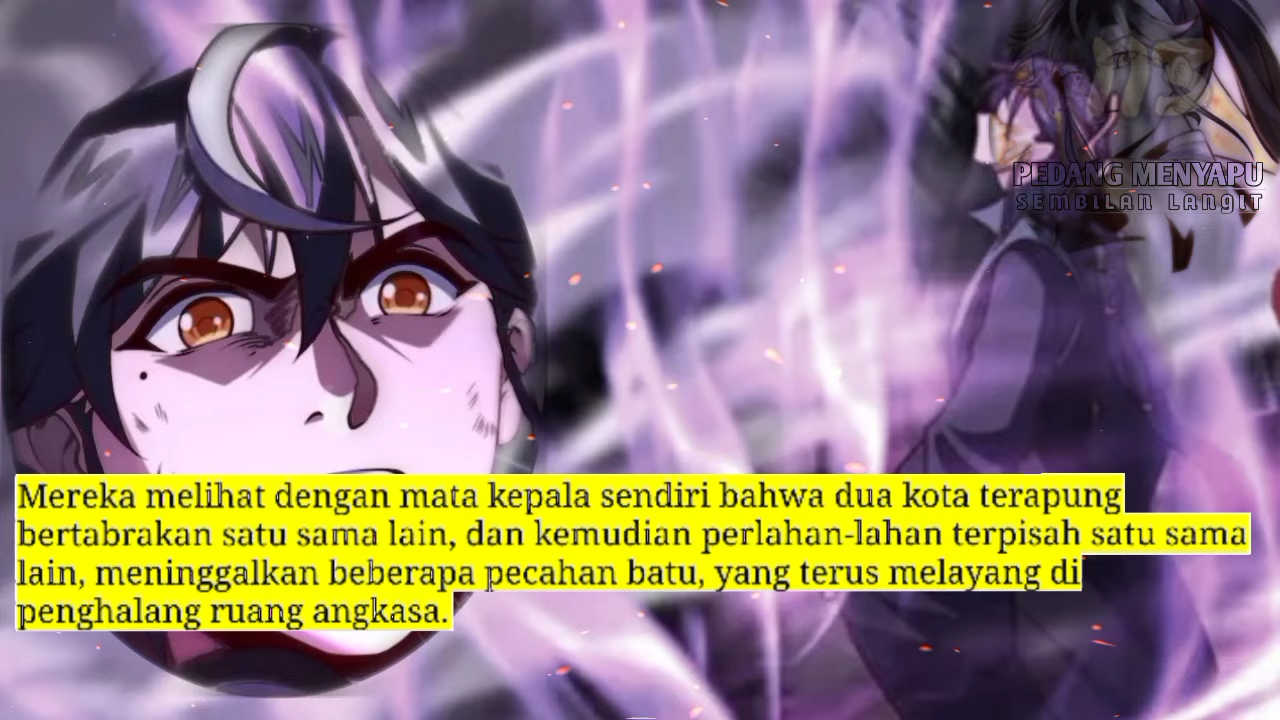 PEDANG MENYAPU
SEMBILAN LANGIT
Mereka melihat dengan mata kepala sendiri bahwa dua kota terapung
bertabrakan satu sama lain, dan kemudian perlahan-lahan terpisah satu sama
lain, meninggalkan beberapa pecahan batu, yang terus melayang di
penghalang ruang angkasa.